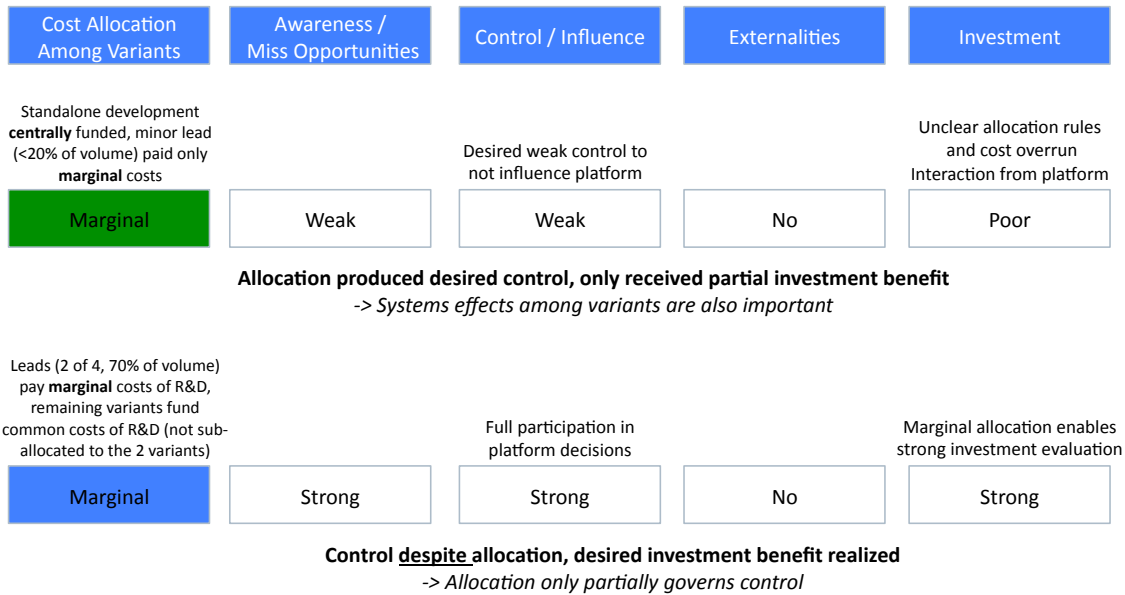 Cost Allocation
Among Variants
Awareness /
Miss Opportunities
Control / Influence
Externalities
Investment
Standalone development
centrally funded, minor lead
(<20% of volume) paid only
marginal costs
Desired weak control to
not influence platform
Unclear allocation rules
and cost overrun
Interaction from platform
Marginal
Weak
Weak
No
Poor
Allocation produced desired control, only received partial investment benefit
-> Systems effects among variants are also important
Leads (2 of 4, 70% of volume)
pay marginal costs of R&D,
remaining variants fund
common costs of R&D (not sub-
allocated to the 2 variants)
Full participation in
platform decisions
Marginal allocation enables
strong investment evaluation
Marginal
Strong
Strong
No
Strong
Control despite allocation, desired investment benefit realized
-> Allocation only partially governs control